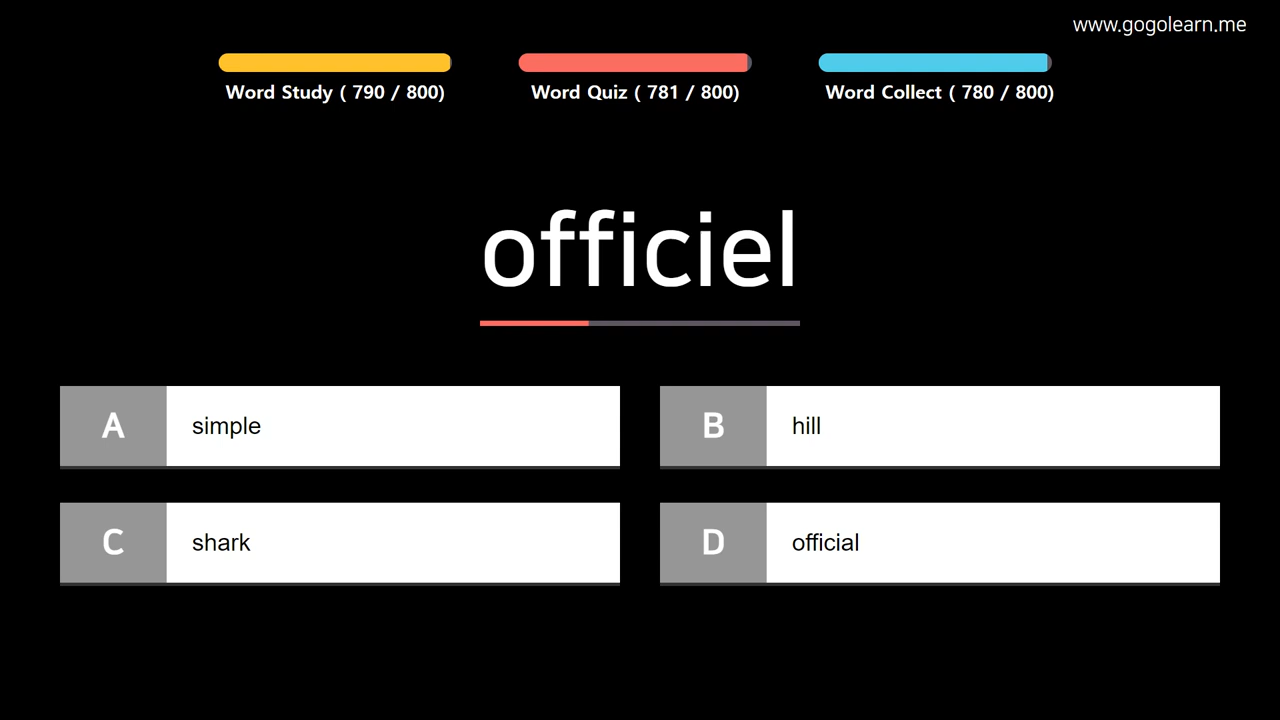 www.gogolearn.me
Word Study ( 790 / 800)
Word Quiz ( 781 / 800)
Word Collect ( 780 / 800)
officiel
A simple
B hill
C shark
D official